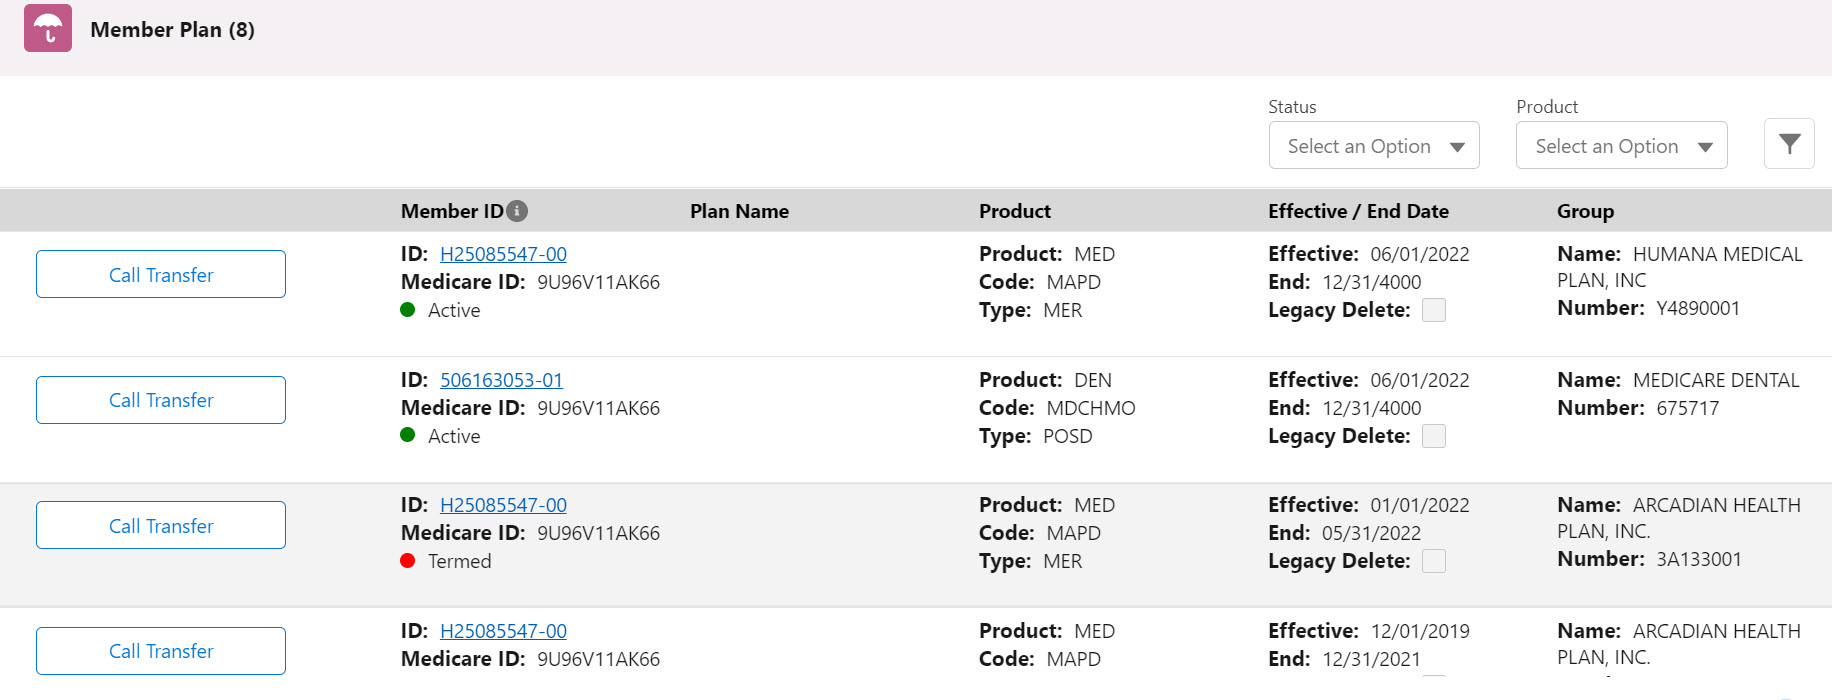 Member Plan (8)
Status Product
Select an Option Select an Option
Member ID Plan Name Product Effective / End Date Group
Call Transfer
ID: H25085547-00
Medicare ID: 9U96V11AK66
Active
Product: MED
Code: MAPD
Type: MER
Effective: 06/01/2022
End: 12/31/4000
Legacy Delete:
Name: HUMANA MEDICAL
PLAN, INC
Number: Y4890001
Call Transfer
ID: 506163053-01
Medicare ID: 9U96V11AK66
Active
Product: DEN
Code: MDCHMO
Type: POSD
Effective: 06/01/2022
End: 12/31/4000
Legacy Delete:
Name: MEDICARE DENTAL
Number: 675717
Call Transfer
ID: H25085547-00
Medicare ID: 9U96V11AK66
Termed
Product: MED
Code: MAPD
Type: MER
Effective: 01/01/2022
End: 05/31/2022
Legacy Delete:
Name: ARCADIAN HEALTH
PLAN, INC.
Number: 3A133001
Call Transfer
ID: H25085547-00
Medicare ID: 9U96V11AK66
Product: MED
Code: MAPD
Effective: 12/01/2019
End: 12/31/2021
Name: ARCADIAN HEALTH
PLAN, INC.